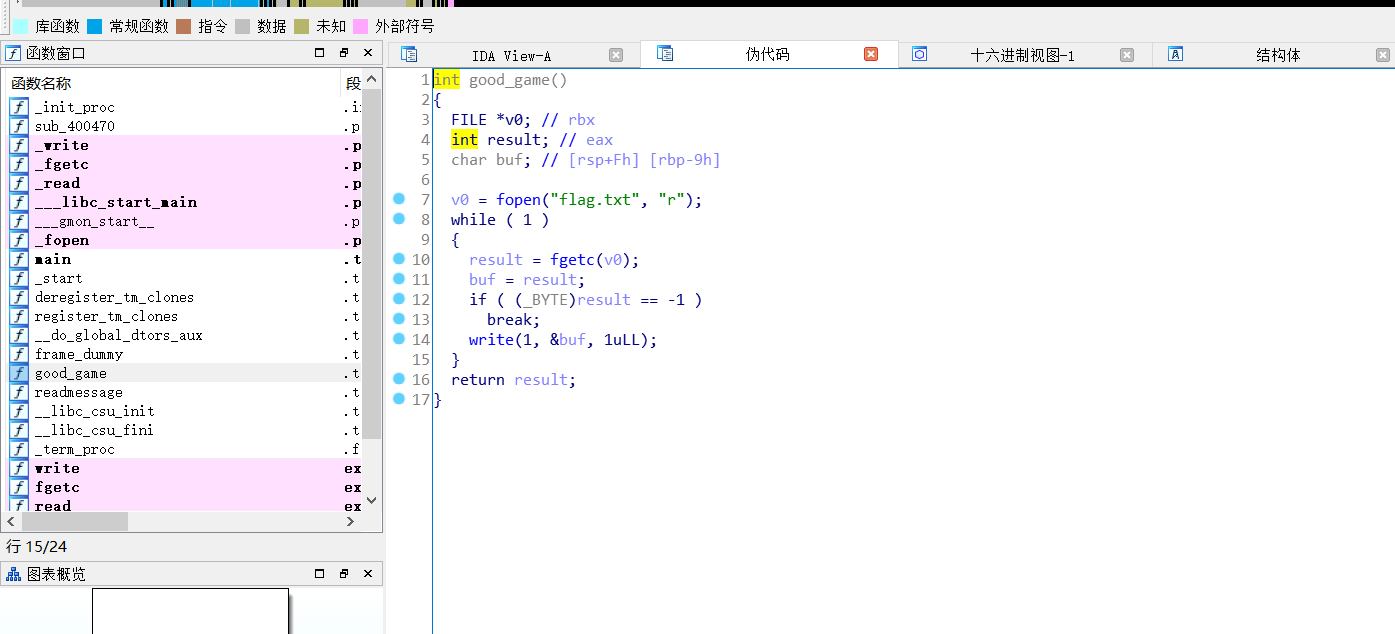 库函数 常规函数 指令 数据 未知 外部符号
函数窗口
函数名称 段
_init_proc .i
sub_400470 .p
_write .p
_fgetc .p
_read .p
___libc_start_main .p
___gmon_start__ .p
_fopen .p
main .t
_start .t
deregister_tm_clones .t
register_tm_clones .t
__do_global_dtors_aux .t
frame_dummy .t
good_game .t
readmessage .t
__libc_csu_init .t
__libc_csu_fini .t
_term_proc .f
write ex
fgetc ex
read ex
行 15/24
图表概览
IDA View-A 伪代码 十六进制视图-1 结构体
1 int good_game()
2 {
3 FILE *v0; // rbx
4 int result; // eax
5 char buf; // [rsp+Fh] [rbp-9h]
6
7 v0 = fopen("flag.txt", "r");
8 while ( 1 )
9 {
10 result = fgetc(v0);
11 buf = result;
12 if ( (_BYTE)result == -1 )
13 break;
14 write(1, &buf, 1uLL);
15 }
16 return result;
17 }